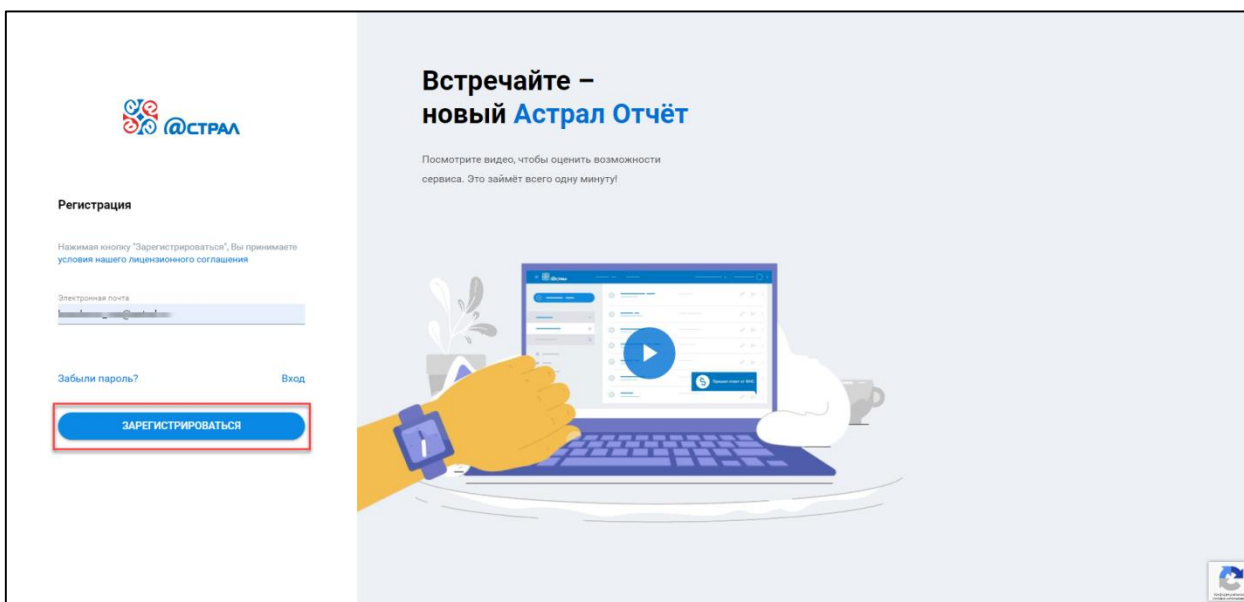 @СТРАЛ
Регистрация
Нажимая кнопку "Зарегистрироваться", Вы принимаете
условия нашего лицензионного соглашения
Электронная почта
Забыли пароль?
Вход
ЗАРЕГИСТРИРОВАТЬСЯ
Встречайте –
новый Астрал Отчёт
Посмотрите видео, чтобы оценить возможности
сервиса. Это займёт всего одну минуту!
@СТРАЛ